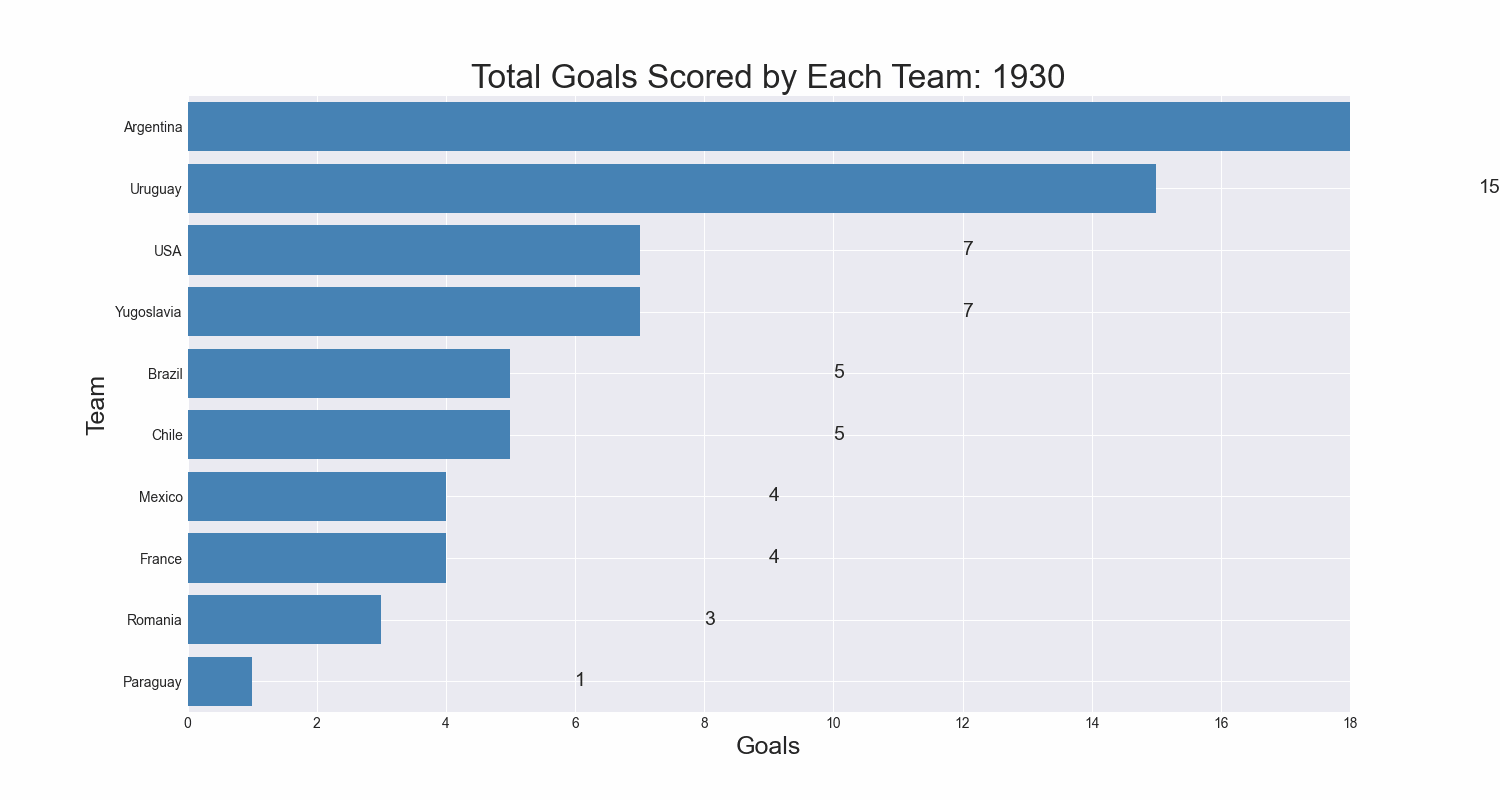 Total Goals Scored by Each Team: 1930
Argentina
Uruguay 15
USA 7
Yugoslavia 7
Brazil 5
Chile 5
Mexico 4
France 4
Romania 3
Paraguay 1
0 2 4 6 8 10 12 14 16 18
Goals
Team